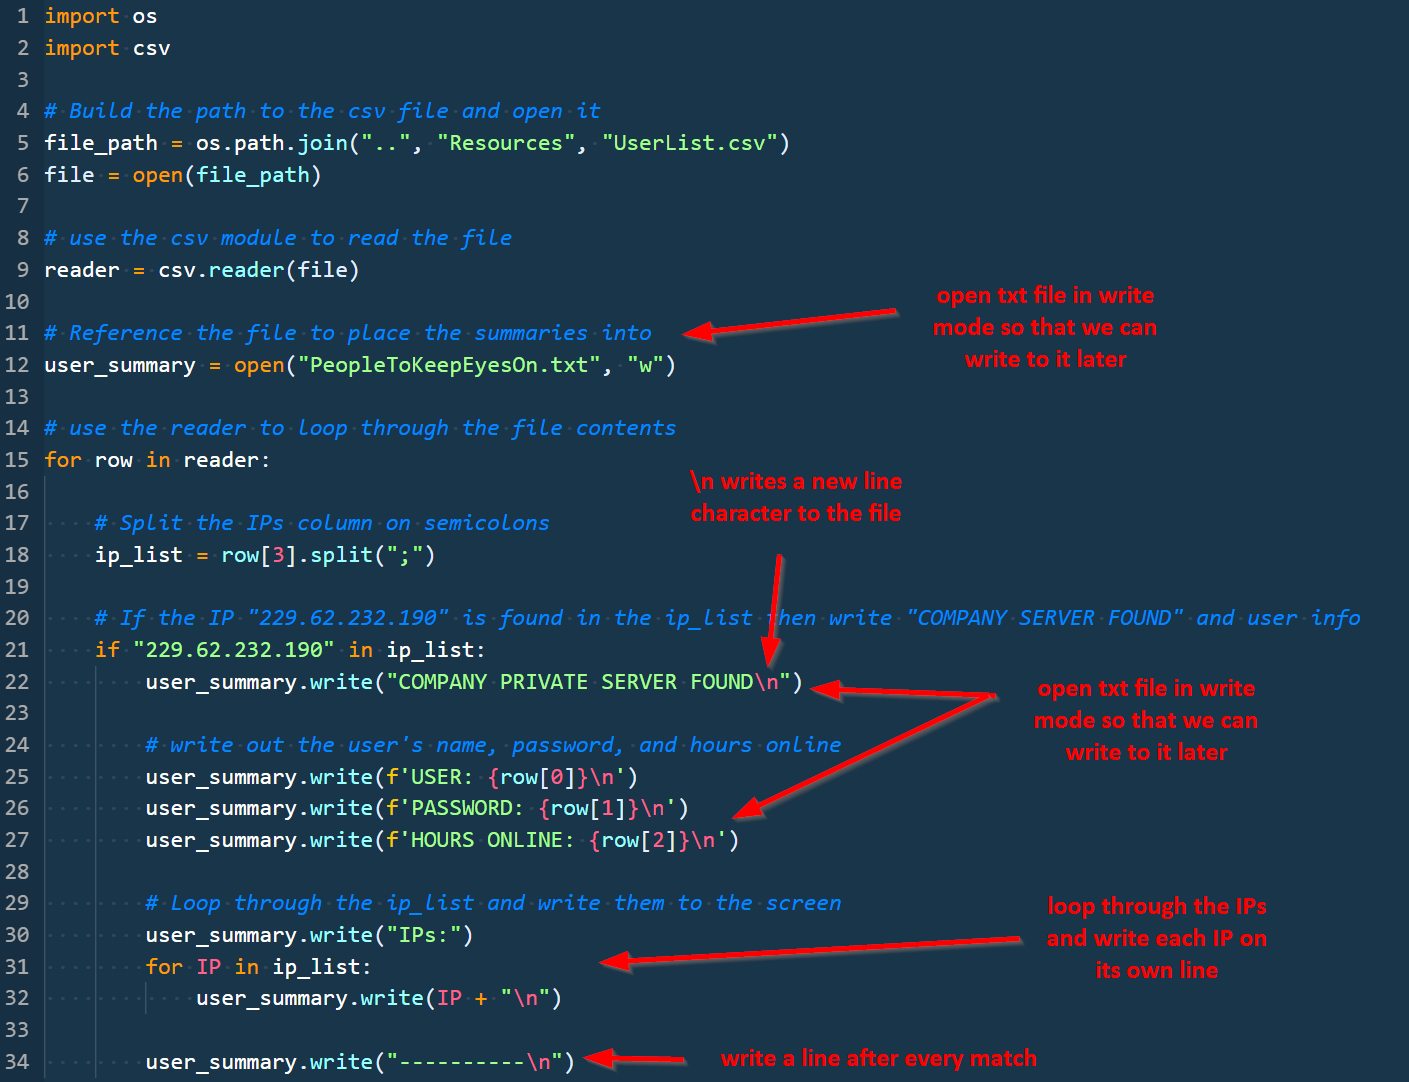 1 import os
2 import csv
3
4 # Build the path to the csv file and open it
5 file_path = os.path.join("..", "Resources", "UserList.csv")
6 file = open(file_path)
7
8 # use the csv module to read the file
9 reader = csv.reader(file)
10
open txt file in write
mode so that we can
write to it later
11 # Reference the file to place the summaries into
12 user_summary = open("PeopleToKeepEyesOn.txt", "w")
13
14 # use the reader to loop through the file contents
15 for row in reader:
16
\n writes a new line
character to the file
17     # Split the IPs column on semicolons
18     ip_list = row[3].split(";")
19
20     # If the IP "229.62.232.190" is found in the ip_list then write "COMPANY SERVER FOUND" and user info
21     if "229.62.232.190" in ip_list:
22         user_summary.write("COMPANY PRIVATE SERVER FOUND\n")
23
open txt file in write
mode so that we can
write to it later
24         # write out the user's name, password, and hours online
25         user_summary.write(f'USER: {row[0]}\n')
26         user_summary.write(f'PASSWORD: {row[1]}\n')
27         user_summary.write(f'HOURS ONLINE: {row[2]}\n')
28
29         # Loop through the ip_list and write them to the screen
30         user_summary.write("IPs:")
loop through the IPs
and write each IP on
its own line
31         for IP in ip_list:
32             user_summary.write(IP + "\n")
33
34         user_summary.write("----------\n")
write a line after every match